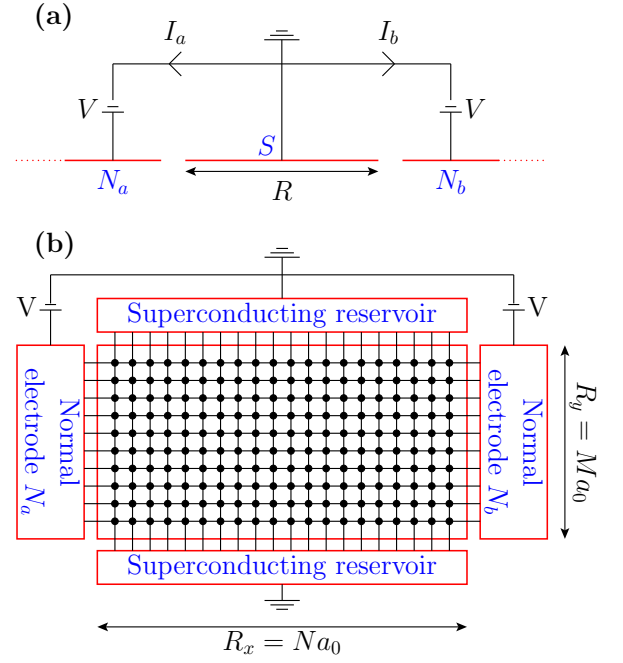 (a)
I_a I_b
V V
S
N_a R N_b
(b)
V V
Superconducting reservoir
Normal
electrode N_a
Normal
electrode N_b
R_y = Ma_0
Superconducting reservoir
R_x = Na_0